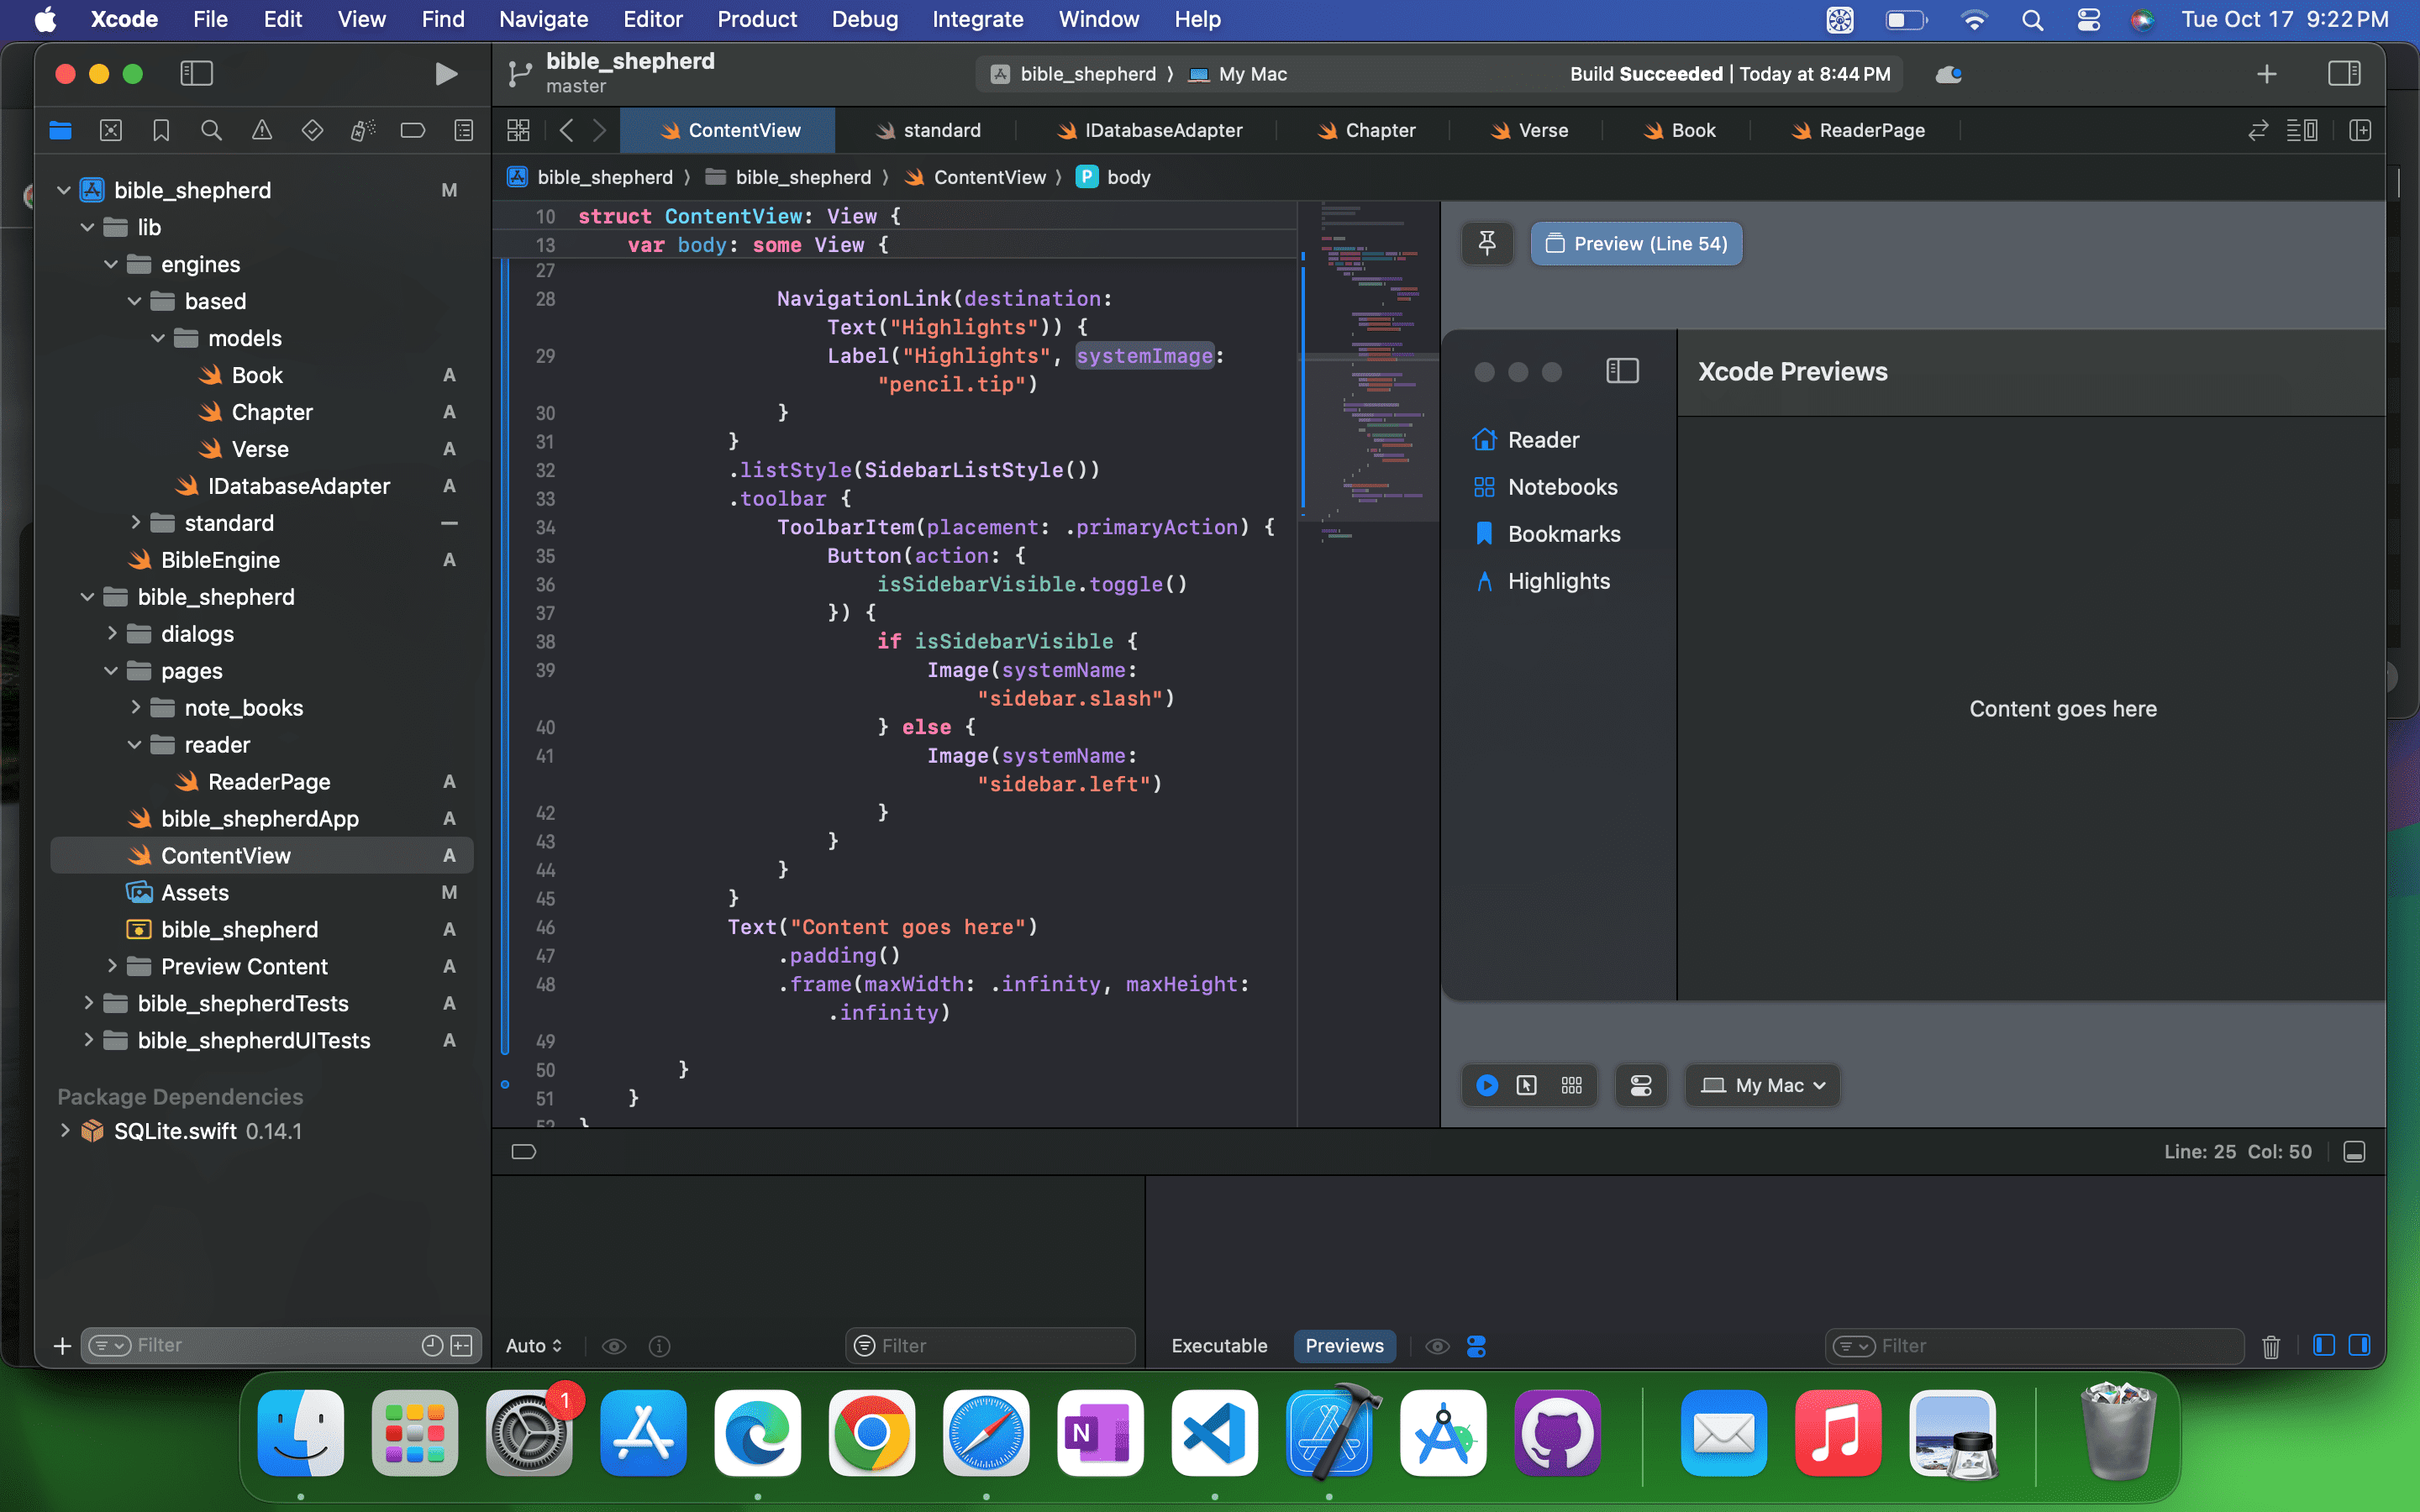 Xcode File Edit View Find Navigate Editor Product Debug Integrate Window Help
Tue Oct 17 9:22 PM
bible_shepherd
master
bible_shepherd ⟩ My Mac
Build Succeeded | Today at 8:44 PM
ContentView standard IDatabaseAdapter Chapter Verse Book ReaderPage
bible_shepherd ⟩ bible_shepherd ⟩ ContentView ⟩ P body
bible_shepherd M
lib
engines
based
models
Book A
Chapter A
Verse A
IDatabaseAdapter A
standard
BibleEngine A
bible_shepherd
dialogs
pages
note_books
reader
ReaderPage A
bible_shepherdApp A
ContentView A
Assets M
bible_shepherd A
Preview Content A
bible_shepherdTests A
bible_shepherdUITests A
Package Dependencies
SQLite.swift 0.14.1
Filter
10 struct ContentView: View {
13 var body: some View {
27
28 NavigationLink(destination:
Text("Highlights")) {
29 Label("Highlights", systemImage:
"pencil.tip")
30 }
31 }
32 .listStyle(SidebarListStyle())
33 .toolbar {
34 ToolbarItem(placement: .primaryAction) {
35 Button(action: {
36 isSidebarVisible.toggle()
37 }) {
38 if isSidebarVisible {
39 Image(systemName:
"sidebar.slash")
40 } else {
41 Image(systemName:
"sidebar.left")
42 }
43 }
44 }
45 }
46 Text("Content goes here")
47 .padding()
48 .frame(maxWidth: .infinity, maxHeight:
.infinity)
49
50 }
51 }
52 }
Preview (Line 54)
Xcode Previews
Reader
Notebooks
Bookmarks
Highlights
Content goes here
My Mac
Line: 25 Col: 50
Auto
Filter
Executable Previews
Filter
1
N